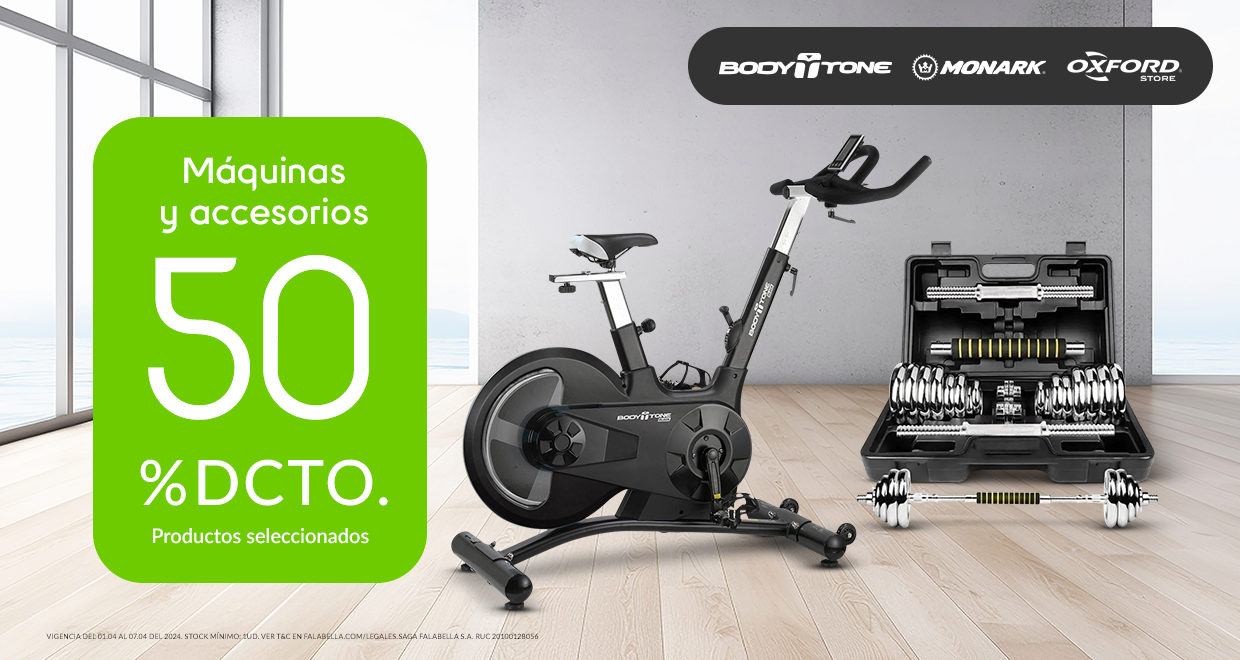 BODYTONE MONARK OXFORD
STORE
Máquinas
y accesorios
50
%DCTO.
Productos seleccionados
BODYTONE
BODYTONE
VIGENCIA DEL 01.04 AL 07.04 DEL 2024. STOCK MÍNIMO: 1UD. VER T&C EN FALABELLA.COM/LEGALES.SAGA FALABELLA S.A. RUC 20100128056